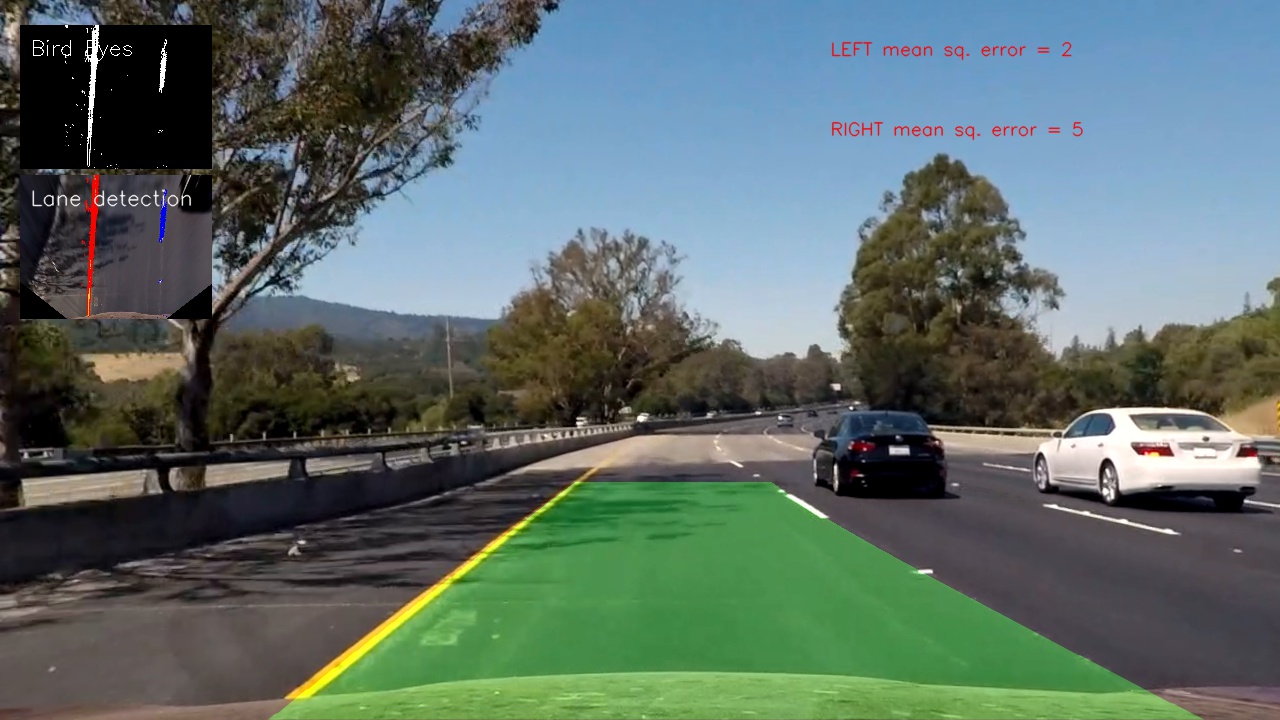 Bird Eyes
Lane detection
LEFT mean sq. error = 2
RIGHT mean sq. error = 5